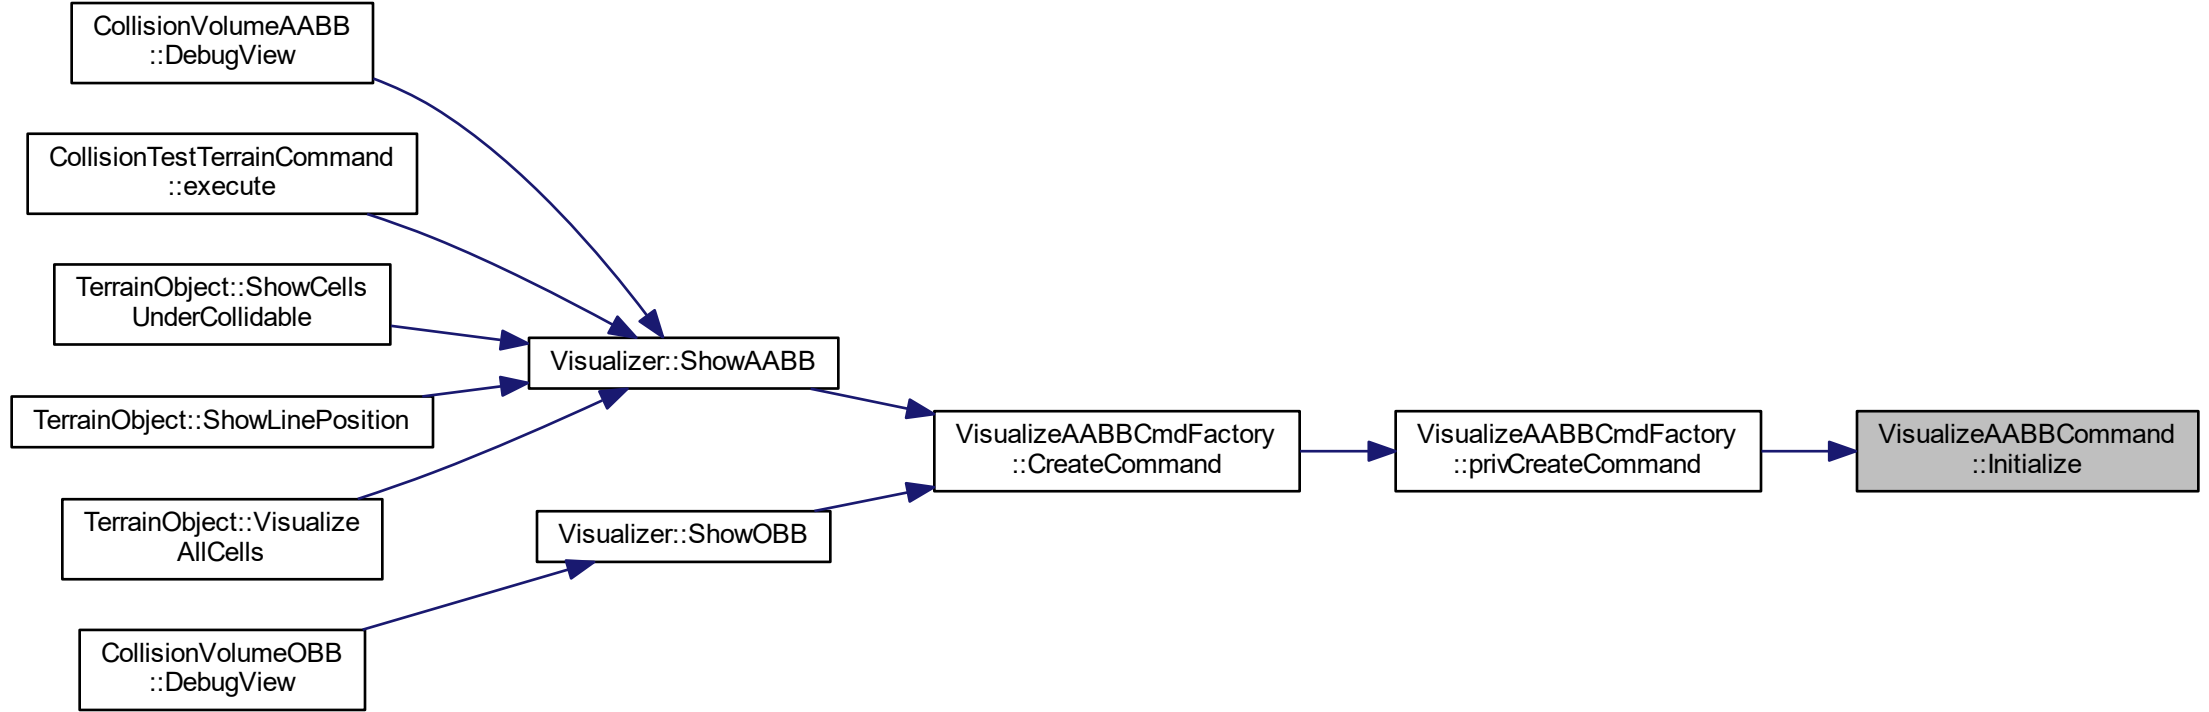 CollisionVolumeAABB
::DebugView
CollisionTestTerrainCommand
::execute
TerrainObject::ShowCells
UnderCollidable
TerrainObject::ShowLinePosition
TerrainObject::Visualize
AllCells
CollisionVolumeOBB
::DebugView
Visualizer::ShowAABB
Visualizer::ShowOBB
VisualizeAABBCmdFactory
::CreateCommand
VisualizeAABBCmdFactory
::privCreateCommand
VisualizeAABBCommand
::Initialize